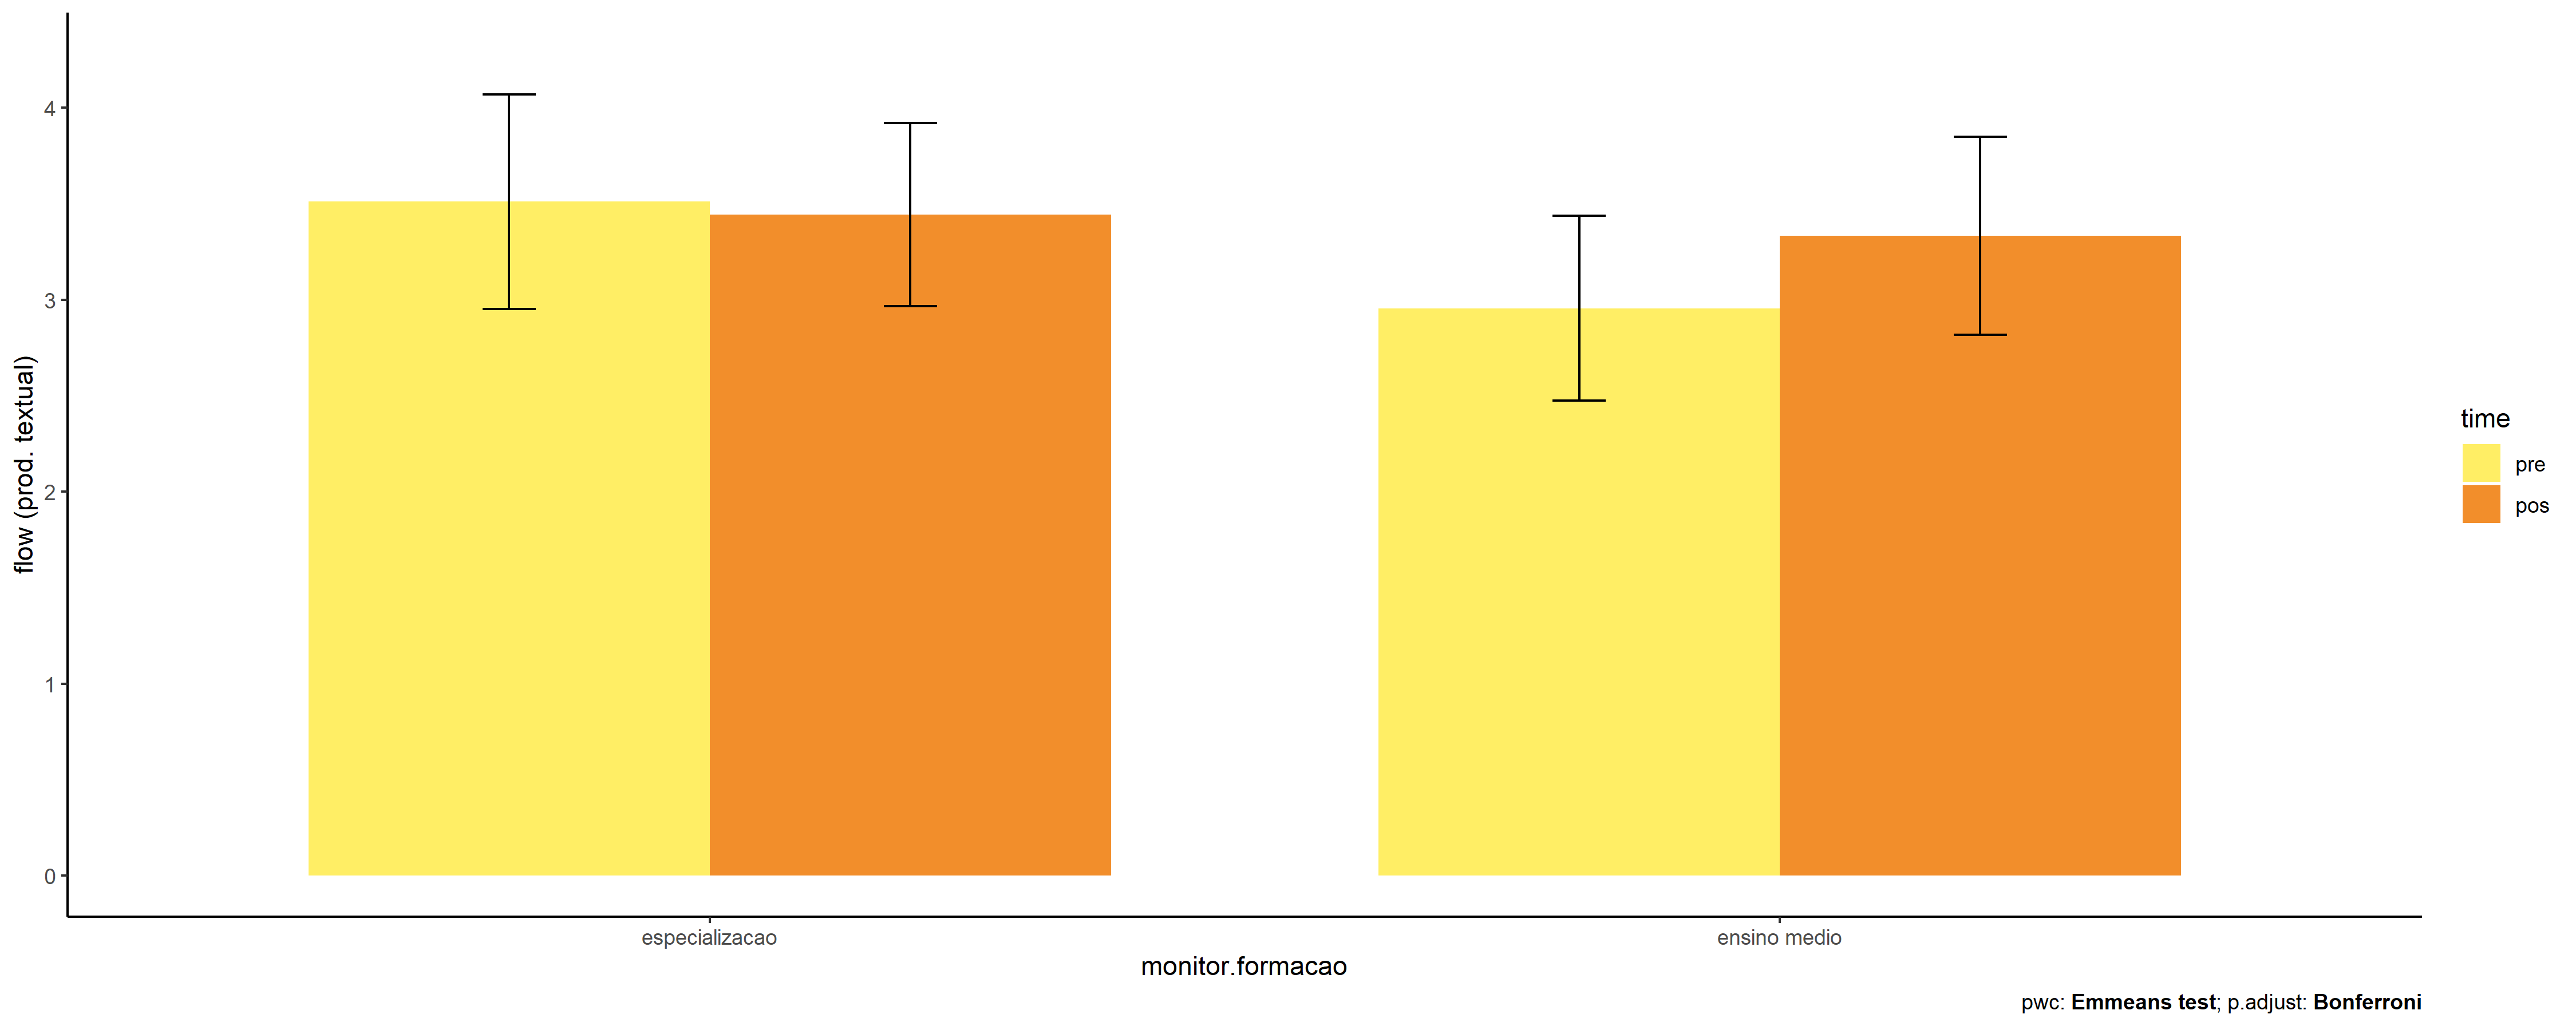 flow (prod. textual)
4
3
2
1
0
especializacao
ensino medio
monitor.formacao
time
pre
pos
pwc: Emmeans test; p.adjust: Bonferroni